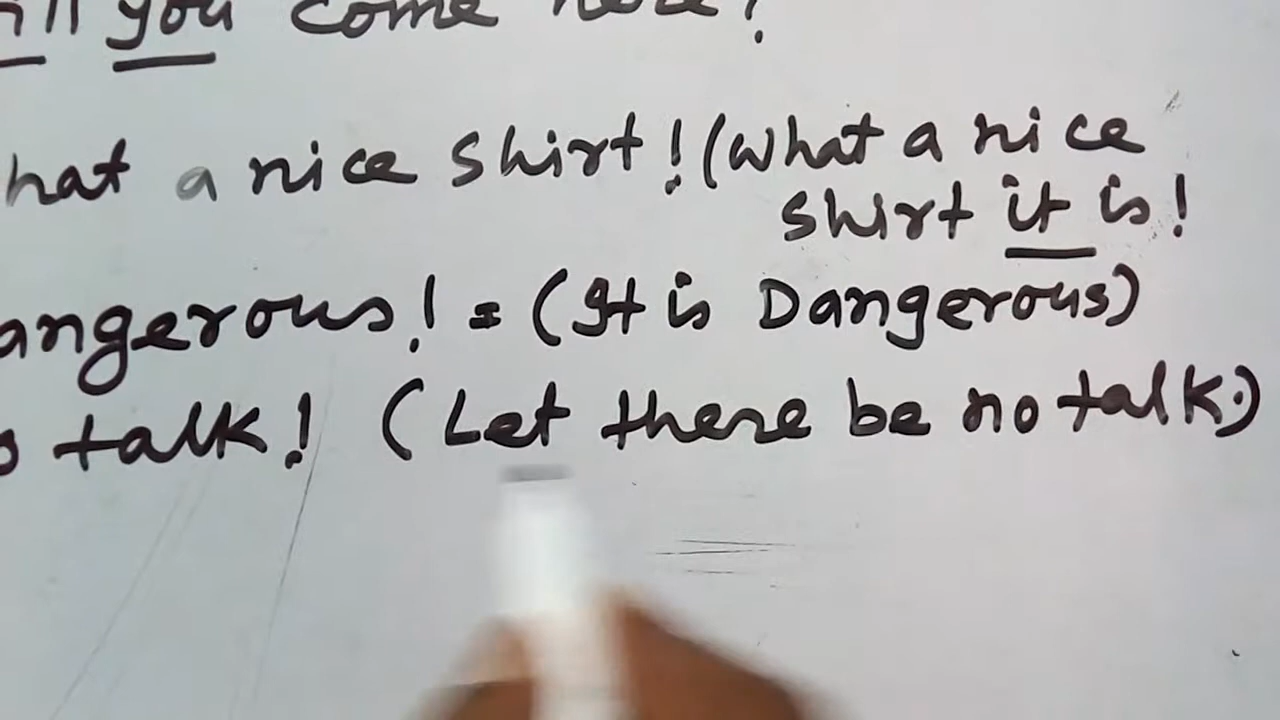 you come here?
hat a nice shirt! (What a nice
shirt it is!
angerous! = (It is Dangerous)
talk! (Let there be no talk.)